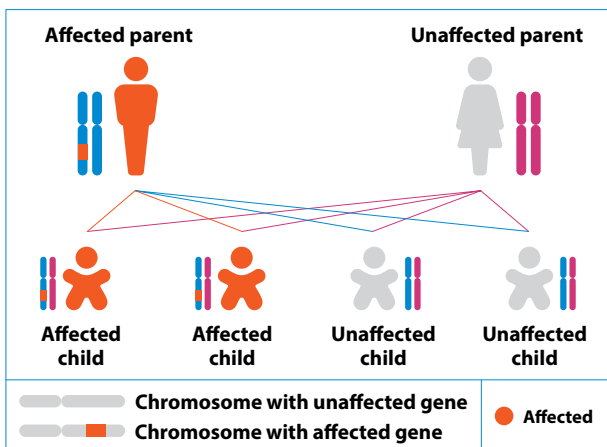 Affected parent
Unaffected parent
Affected
child
Affected
child
Unaffected
child
Unaffected
child
Chromosome with unaffected gene
Chromosome with affected gene
Affected